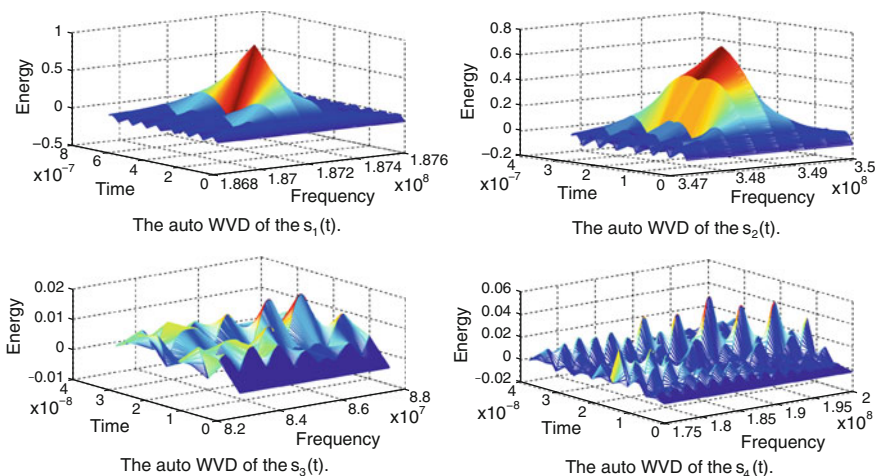 1
0.5
0
−0.5
Energy
8
6
4
2
0
x10⁻⁷
Time
1.868
1.87
1.872
1.874
1.876
x10⁸
Frequency
The auto WVD of the s₁(t).
0.8
0.6
0.4
0.2
0
−0.2
Energy
4
3
2
1
0
x10⁻⁷
Time
3.47
3.48
3.49
3.5
x10⁸
Frequency
The auto WVD of the s₂(t).
0.02
0.01
0
−0.01
Energy
4
3
2
1
0
x10⁻⁸
Time
8.2
8.4
8.6
8.8
x10⁷
Frequency
The auto WVD of the s₃(t).
0.06
0.04
0.02
0
−0.02
Energy
4
3
2
1
0
x10⁻⁸
Time
1.75
1.8
1.85
1.9
1.95
2
x10⁸
Frequency
The auto WVD of the s₄(t).